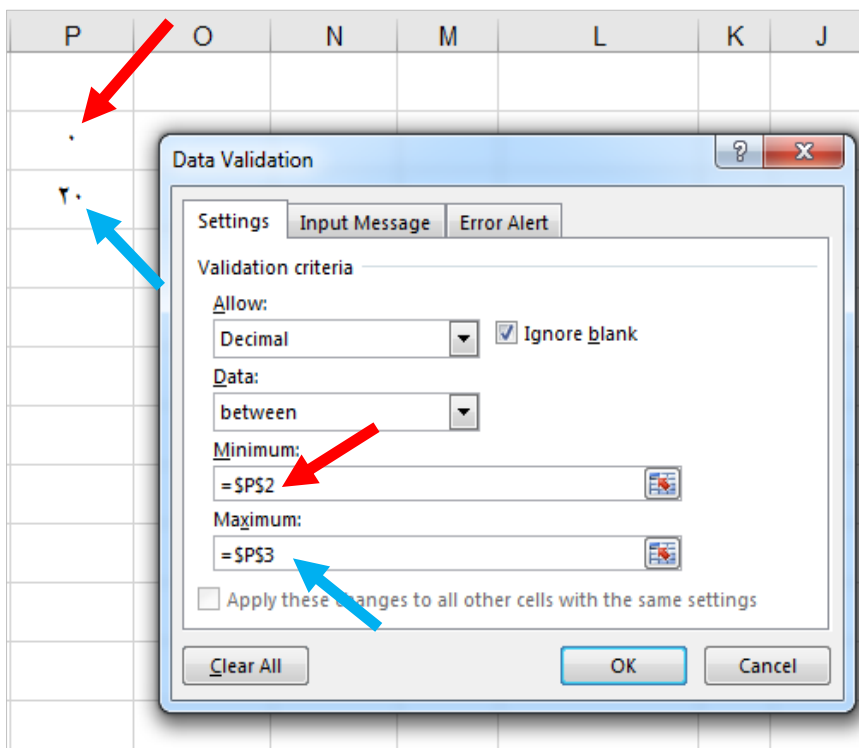 P O N M L K J
٠
٢٠
Data Validation
Settings Input Message Error Alert
Validation criteria
Allow:
Decimal
Ignore blank
Data:
between
Minimum:
=$P$2
Maximum:
=$P$3
Apply these changes to all other cells with the same settings
Clear All OK Cancel